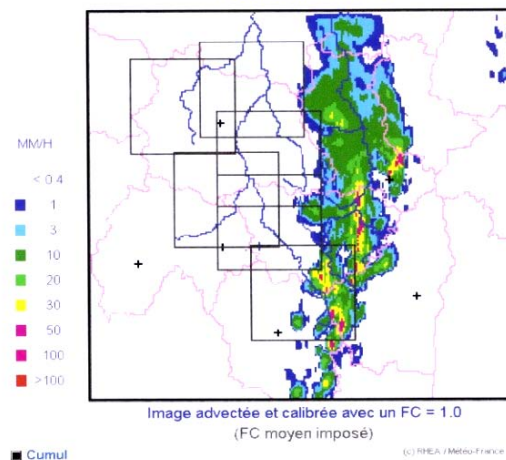 MM/H
< 0.4
1
3
10
20
30
50
100
>100
Image advectée et calibrée avec un FC = 1.0
(FC moyen imposé)
(c) RHEA / Météo-France
Cumul